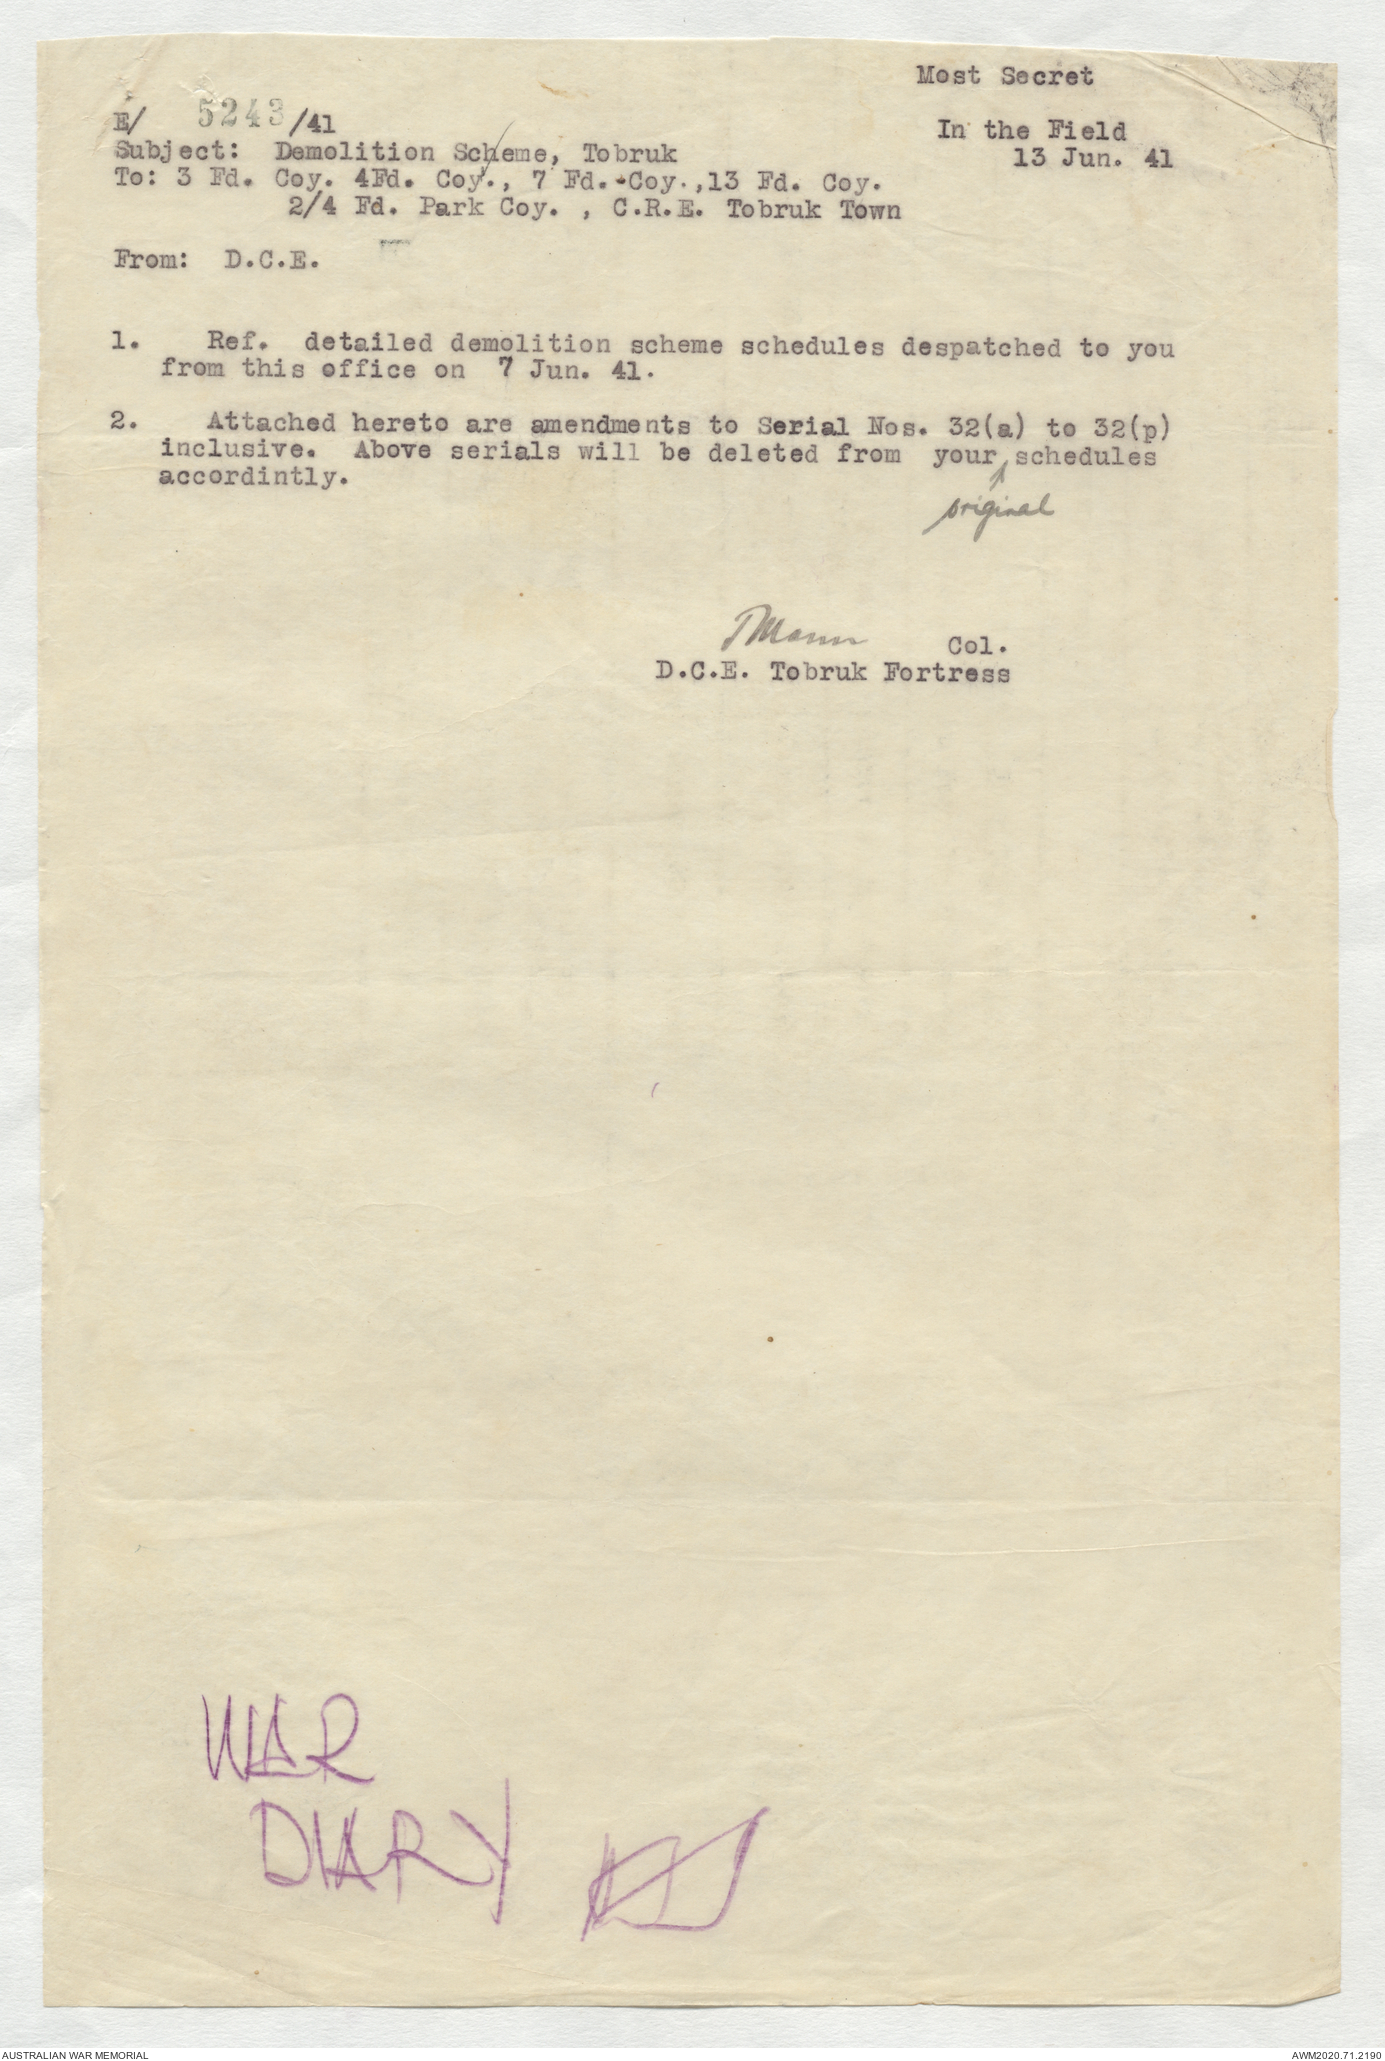 Most Secret
E/ 5243/41
In the Field
Subject: Demolition Scheme, Tobruk
13 Jun. 41
To: 3 Fd. Coy. 4Fd. Coy., 7 Fd. Coy.,13 Fd. Coy.
2/4 Fd. Park Coy. , C.R.E. Tobruk Town
From: D.C.E.
1. Ref. detailed demolition scheme schedules despatched to you
from this office on 7 Jun. 41.
2. Attached hereto are amendments to Serial Nos. 32(a) to 32(p)
inclusive. Above serials will be deleted from your schedules
accordintly.
original
JMann Col.
D.C.E. Tobruk Fortress
WAR
DIARY
AUSTRALIAN WAR MEMORIAL
AWM2020.71.2190